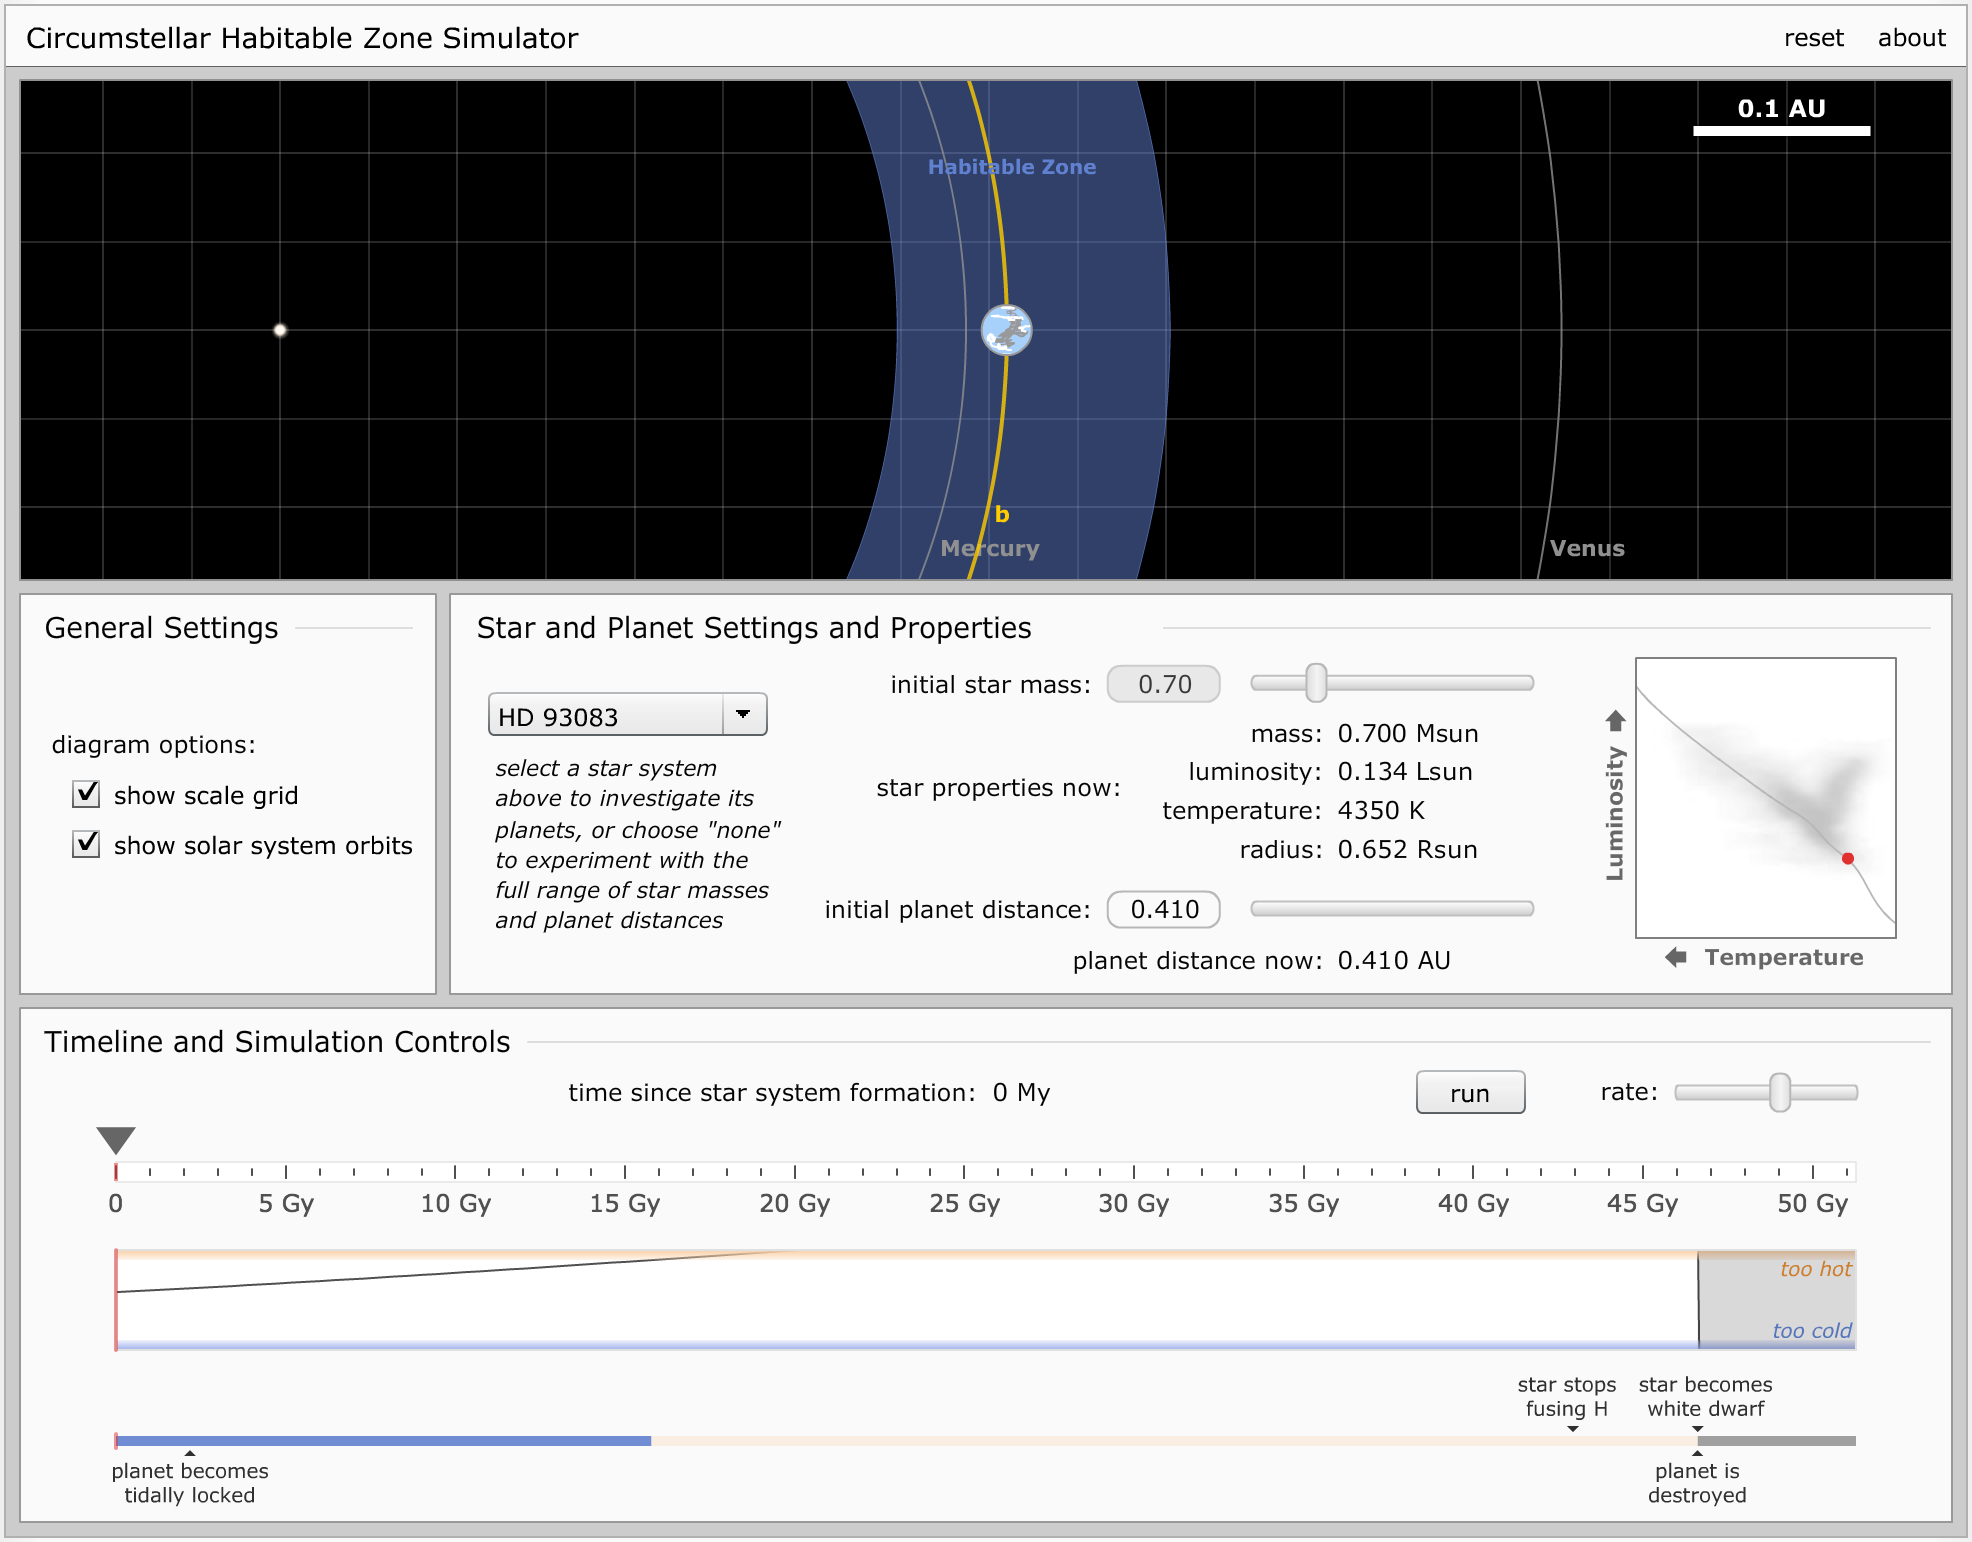 Circumstellar Habitable Zone Simulator
reset about
0.1 AU
Habitable Zone
b
Mercury
Venus
General Settings
diagram options:
show scale grid
show solar system orbits
Star and Planet Settings and Properties
HD 93083
select a star system
above to investigate its
planets, or choose "none"
to experiment with the
full range of star masses
and planet distances
initial star mass: 0.70
star properties now:
mass: 0.700 Msun
luminosity: 0.134 Lsun
temperature: 4350 K
radius: 0.652 Rsun
initial planet distance: 0.410
planet distance now: 0.410 AU
Luminosity
Temperature
Timeline and Simulation Controls
time since star system formation: 0 My
run
rate:
0 5 Gy 10 Gy 15 Gy 20 Gy 25 Gy 30 Gy 35 Gy 40 Gy 45 Gy 50 Gy
too hot
too cold
star stops
fusing H
star becomes
white dwarf
planet becomes
tidally locked
planet is
destroyed